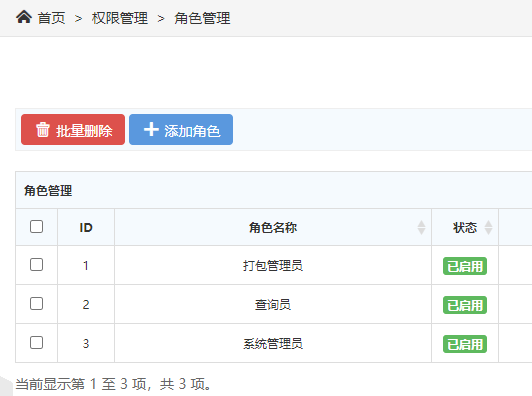 首页 > 权限管理 > 角色管理
批量删除 添加角色
角色管理
ID 角色名称 状态
1 打包管理员 已启用
2 查询员 已启用
3 系统管理员 已启用
当前显示第 1 至 3 项，共 3 项。